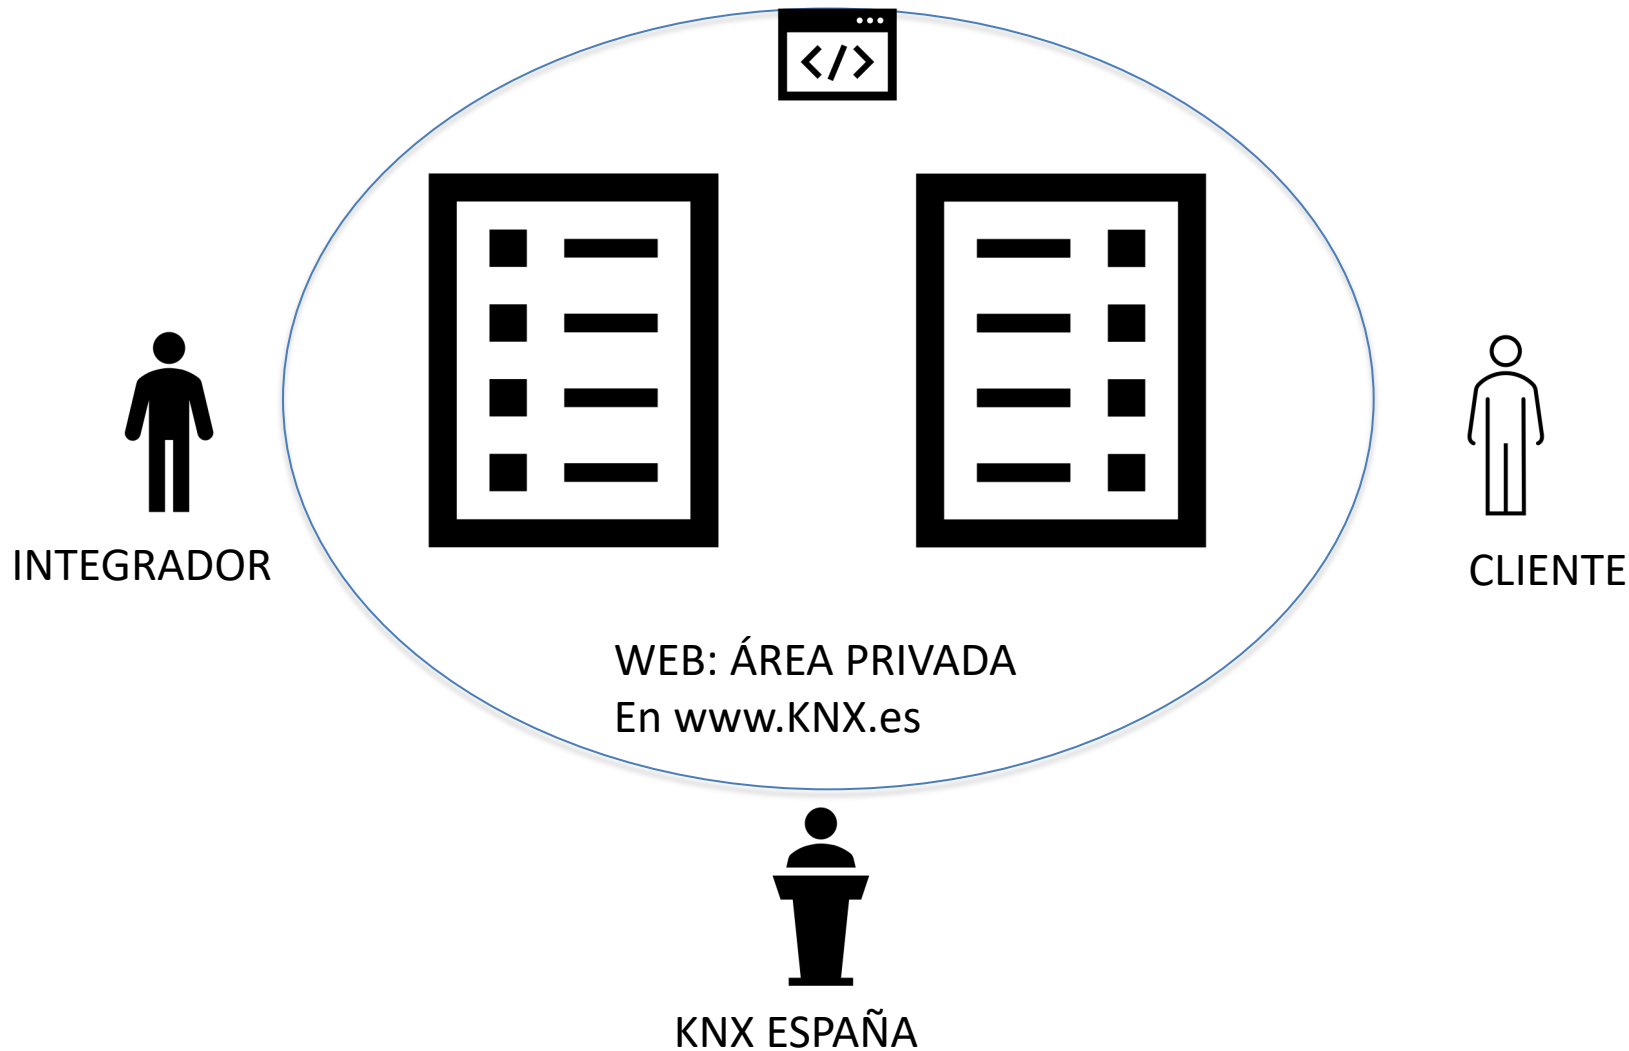 </>
INTEGRADOR
CLIENTE
WEB: ÁREA PRIVADA
En www.KNX.es
KNX ESPAÑA